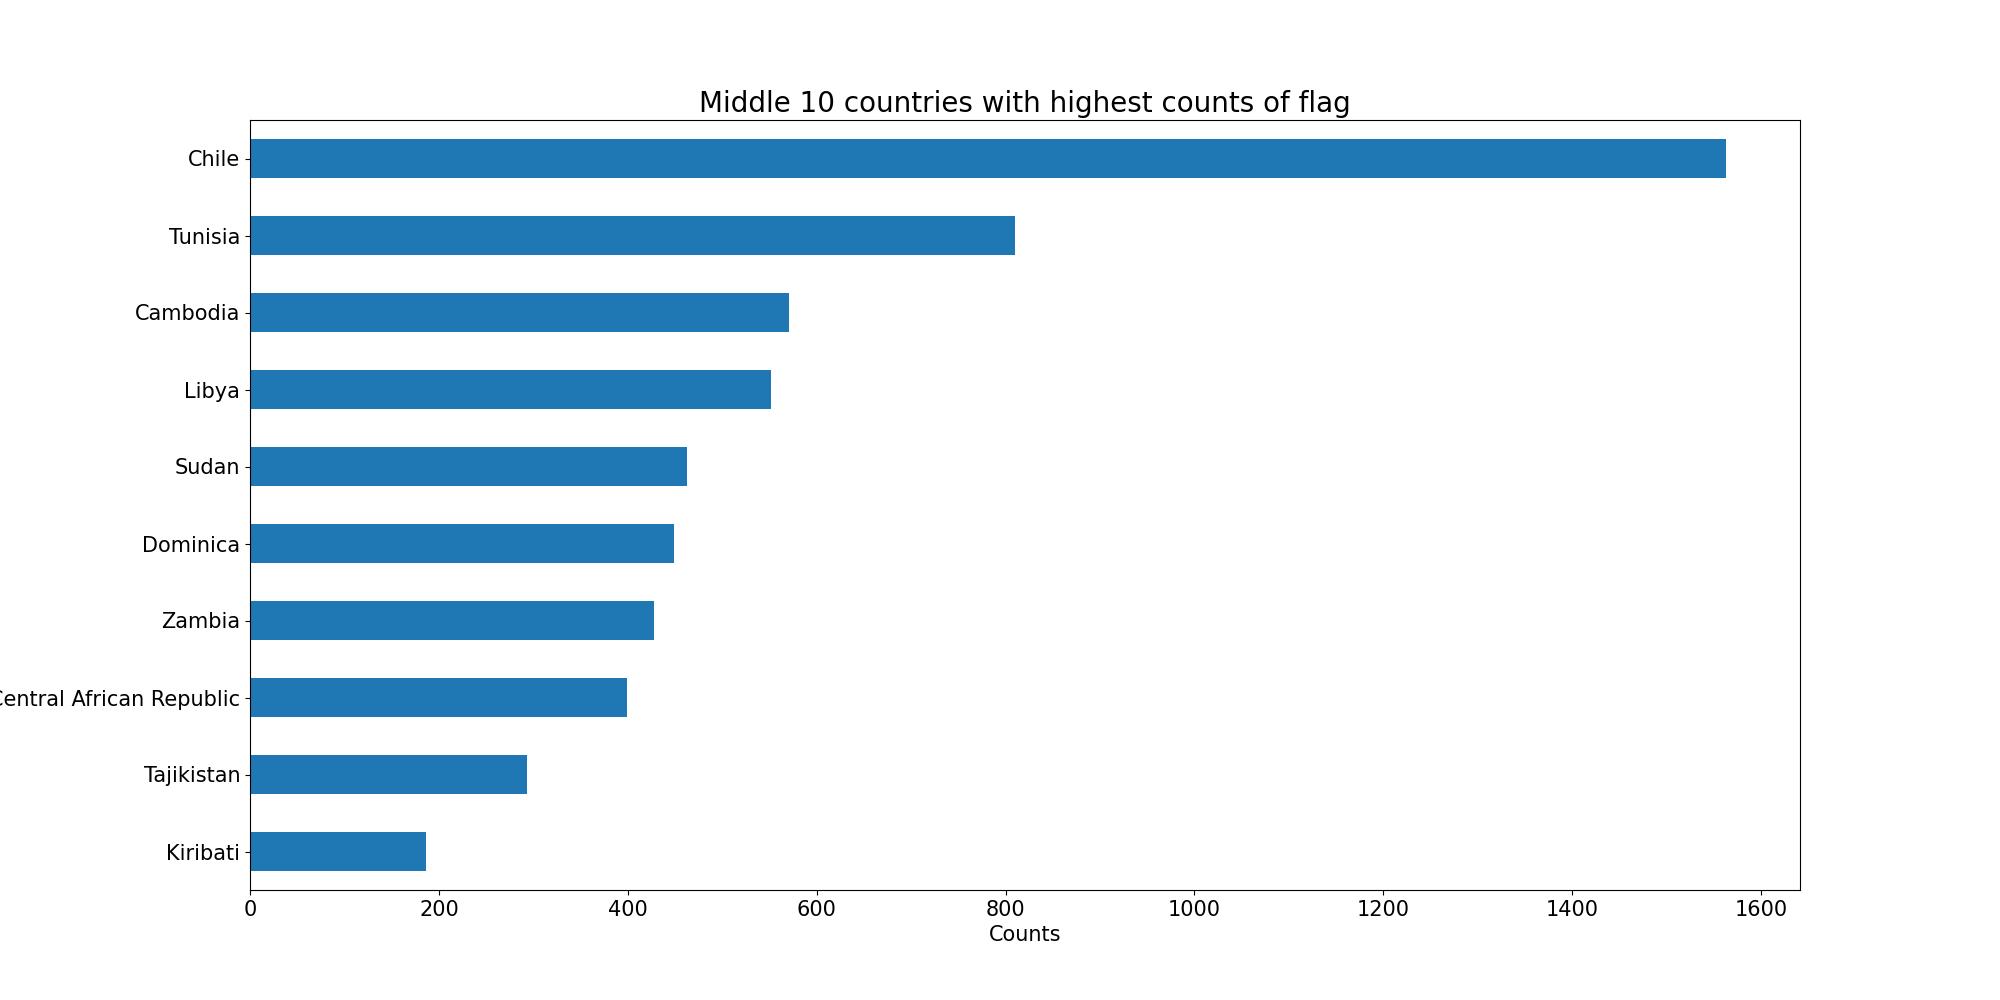 Middle 10 countries with highest counts of flag
Chile
Tunisia
Cambodia
Libya
Sudan
Dominica
Zambia
entral African Republic
Tajikistan
Kiribati
0 200 400 600 800 1000 1200 1400 1600
Counts